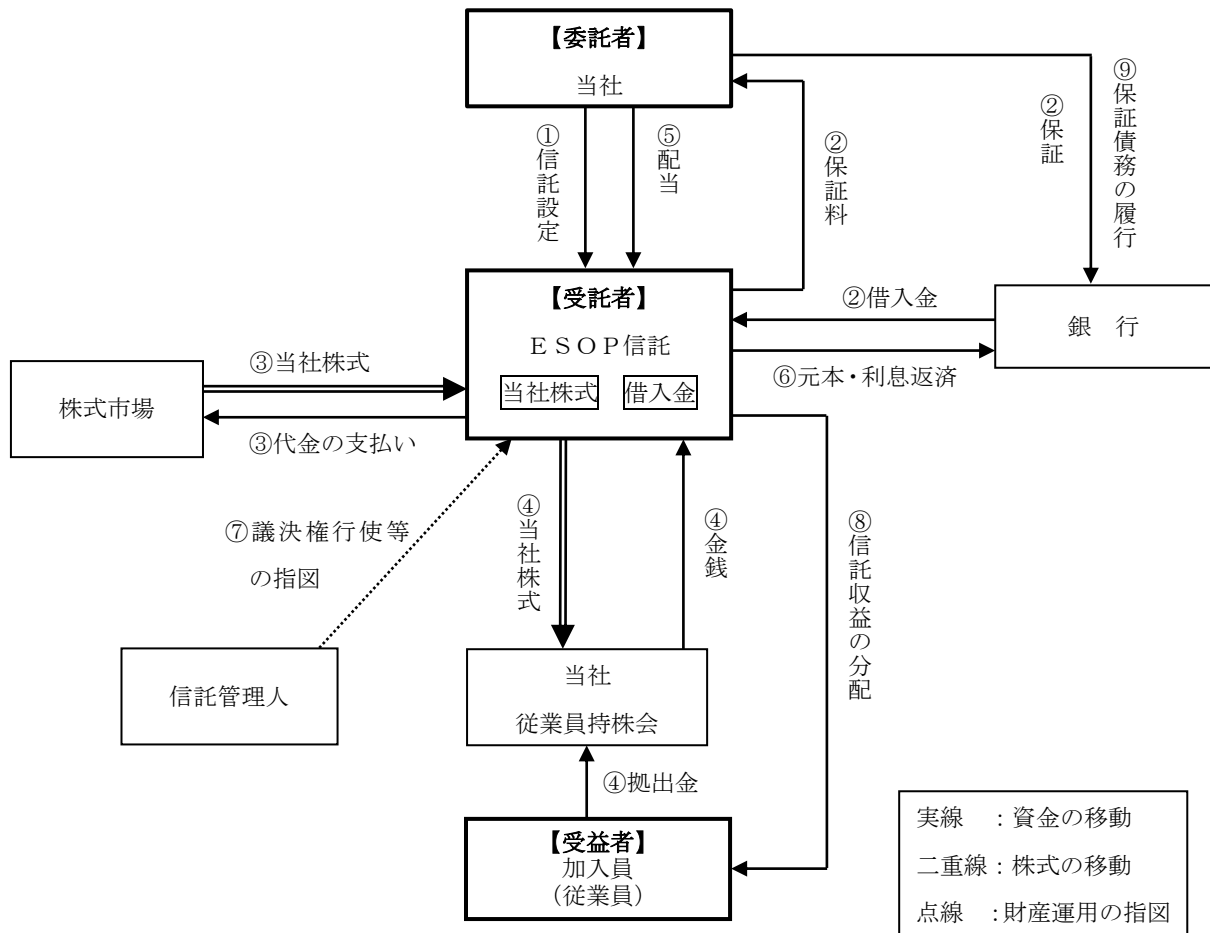 【委託者】
当社
①信託設定
⑤配当
②保証料
②保証
⑨保証債務の履行
【受託者】
ESOP信託
当社株式
借入金
②借入金
⑥元本・利息返済
銀 行
株式市場
③当社株式
③代金の支払い
⑦議決権行使等
の指図
信託管理人
④当社株式
④金銭
⑧信託収益の分配
当社
従業員持株会
④拠出金
【受益者】
加入員
(従業員)
実線 :資金の移動
二重線:株式の移動
点線 :財産運用の指図